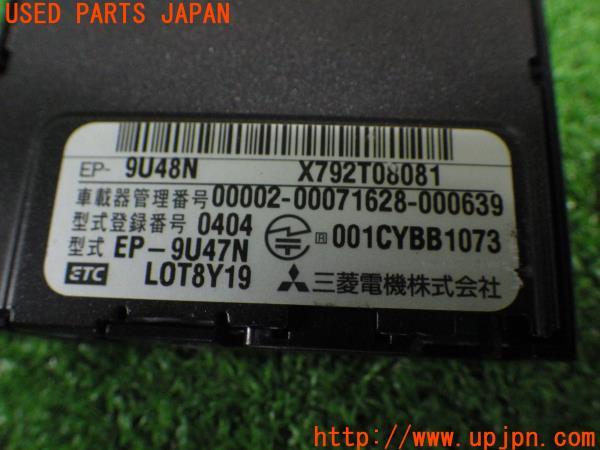 USED PARTS JAPAN
EP- 9U48N X792T08081
車載器管理番号 00002-00071628-000639
型式登録番号 0404
R 001CYBB1073
型式 EP-9U47N
ETC LOT8Y19 三菱電機株式会社
http://www.upjpn.com/